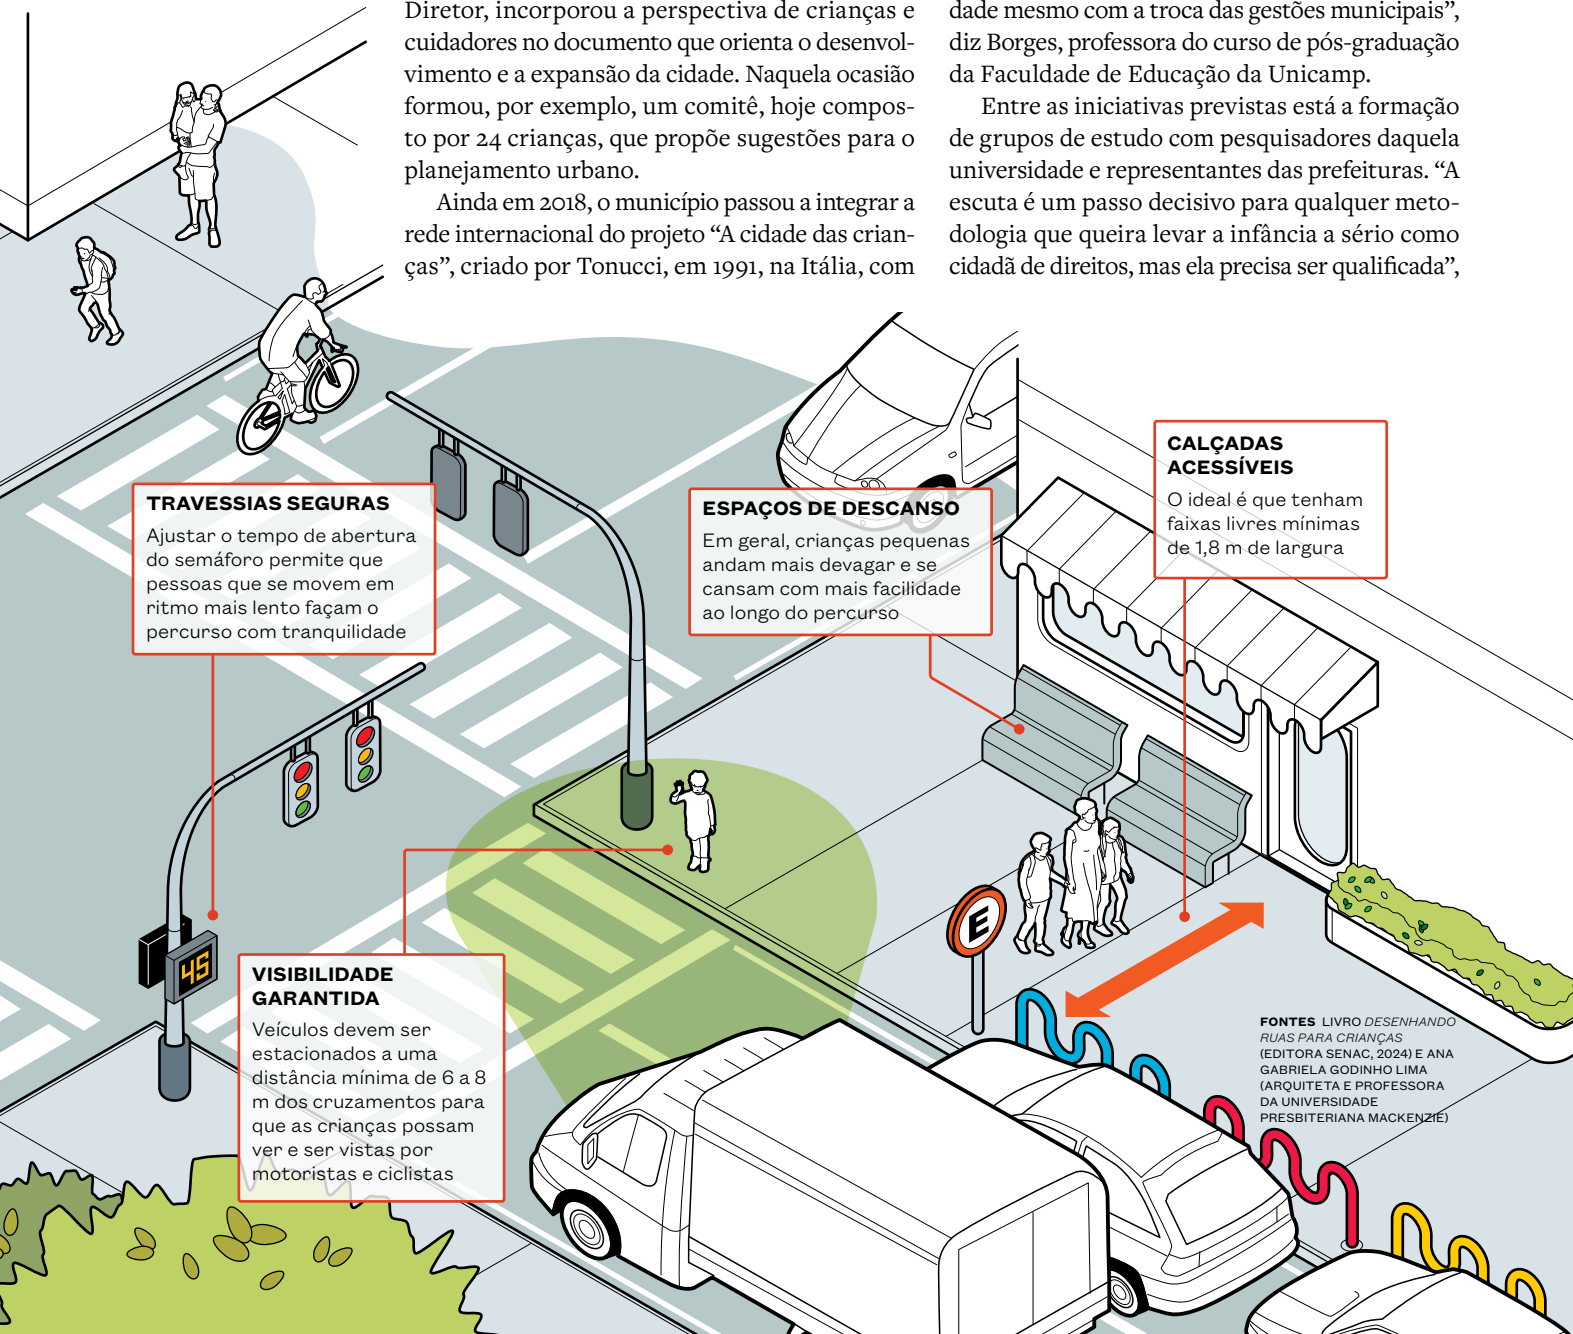 Diretor, incorporou a perspectiva de crianças e
cuidadores no documento que orienta o desenvol-
vimento e a expansão da cidade. Naquela ocasião
formou, por exemplo, um comitê, hoje compos-
to por 24 crianças, que propõe sugestões para o
planejamento urbano.
Ainda em 2018, o município passou a integrar a
rede internacional do projeto “A cidade das crian-
ças”, criado por Tonucci, em 1991, na Itália, com
dade mesmo com a troca das gestões municipais”,
diz Borges, professora do curso de pós-graduação
da Faculdade de Educação da Unicamp.
Entre as iniciativas previstas está a formação
de grupos de estudo com pesquisadores daquela
universidade e representantes das prefeituras. “A
escuta é um passo decisivo para qualquer meto-
dologia que queira levar a infância a sério como
cidadã de direitos, mas ela precisa ser qualificada”,
TRAVESSIAS SEGURAS
Ajustar o tempo de abertura
do semáforo permite que
pessoas que se movem em
ritmo mais lento façam o
percurso com tranquilidade
ESPAÇOS DE DESCANSO
Em geral, crianças pequenas
andam mais devagar e se
cansam com mais facilidade
ao longo do percurso
CALÇADAS
ACESSÍVEIS
O ideal é que tenham
faixas livres mínimas
de 1,8 m de largura
E
45
VISIBILIDADE
GARANTIDA
Veículos devem ser
estacionados a uma
distância mínima de 6 a 8
m dos cruzamentos para
que as crianças possam
ver e ser vistas por
motoristas e ciclistas
FONTES LIVRO DESENHANDO
RUAS PARA CRIANÇAS
(EDITORA SENAC, 2024) E ANA
GABRIELA GODINHO LIMA
(ARQUITETA E PROFESSORA
DA UNIVERSIDADE
PRESBITERIANA MACKENZIE)